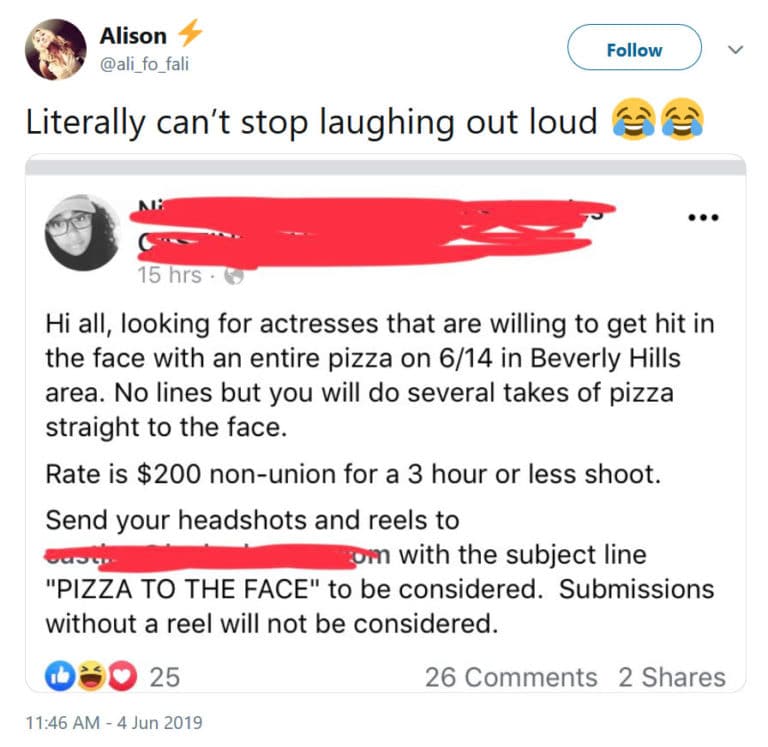 Alison ⚡
@ali_fo_fali
Follow
Literally can’t stop laughing out loud 😂😂
15 hrs ·
Hi all, looking for actresses that are willing to get hit in
the face with an entire pizza on 6/14 in Beverly Hills
area. No lines but you will do several takes of pizza
straight to the face.
Rate is $200 non-union for a 3 hour or less shoot.
Send your headshots and reels to
with the subject line
"PIZZA TO THE FACE" to be considered.  Submissions
without a reel will not be considered.
25
26 Comments 2 Shares
11:46 AM - 4 Jun 2019